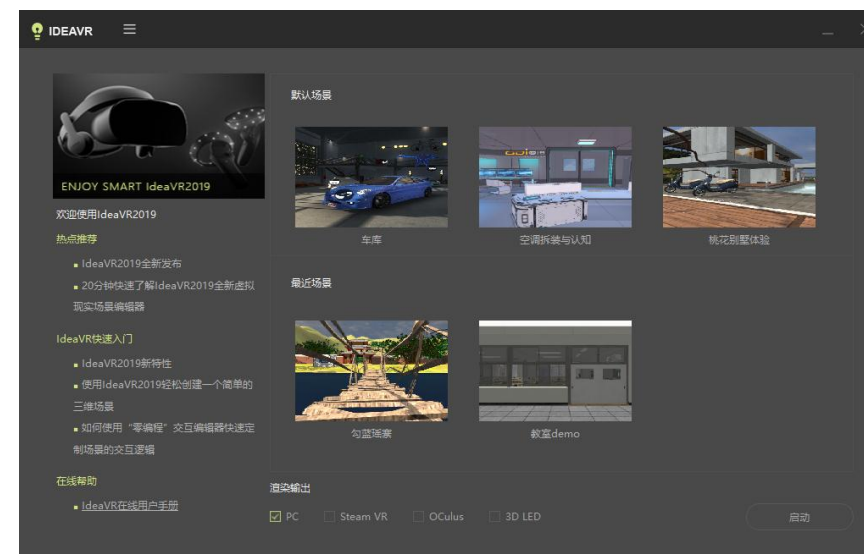 IDEAVR
ENJOY SMART IdeaVR2019
欢迎使用IdeaVR2019
热点推荐
IdeaVR2019全新发布
20分钟快速了解IdeaVR2019全新虚拟
现实场景编辑器
IdeaVR快速入门
IdeaVR2019新特性
使用IdeaVR2019轻松创建一个简单的
三维场景
如何使用“零编程”交互编辑器快速定
制场景的交互逻辑
在线帮助
IdeaVR在线用户手册
默认场景
车库
空调拆装与认知
桃花别墅体验
最近场景
勾蓝瑶寨
教室demo
渲染输出
PC
Steam VR
OCulus
3D LED
启动